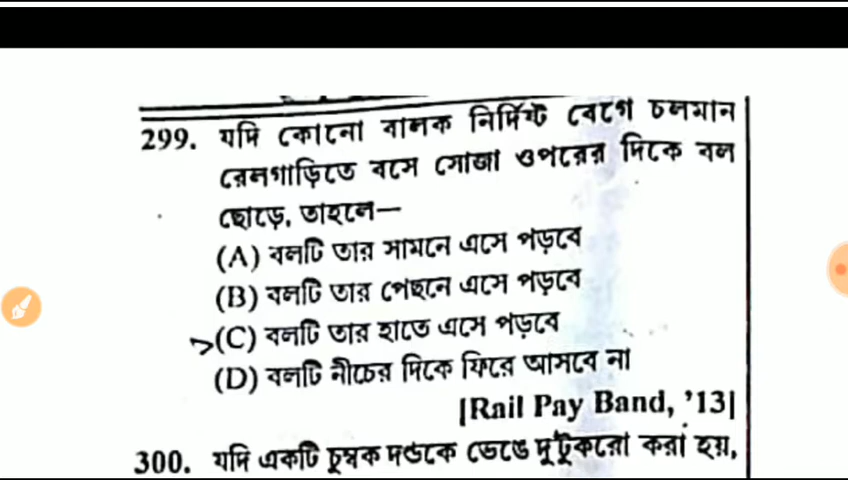 299. যদি কোনো বালক নির্দিষ্ট বেগে চলমান
রেলগাড়িতে বসে সোজা ওপরের দিকে বল
ছোড়ে, তাহলে—
(A) বলটি তার সামনে এসে পড়বে
(B) বলটি তার পেছনে এসে পড়বে
(C) বলটি তার হাতে এসে পড়বে
(D) বলটি নীচের দিকে ফিরে আসবে না
[Rail Pay Band, '13]
300. যদি একটি চুম্বক দণ্ডকে ভেঙে দুটুকরো করা হয়,